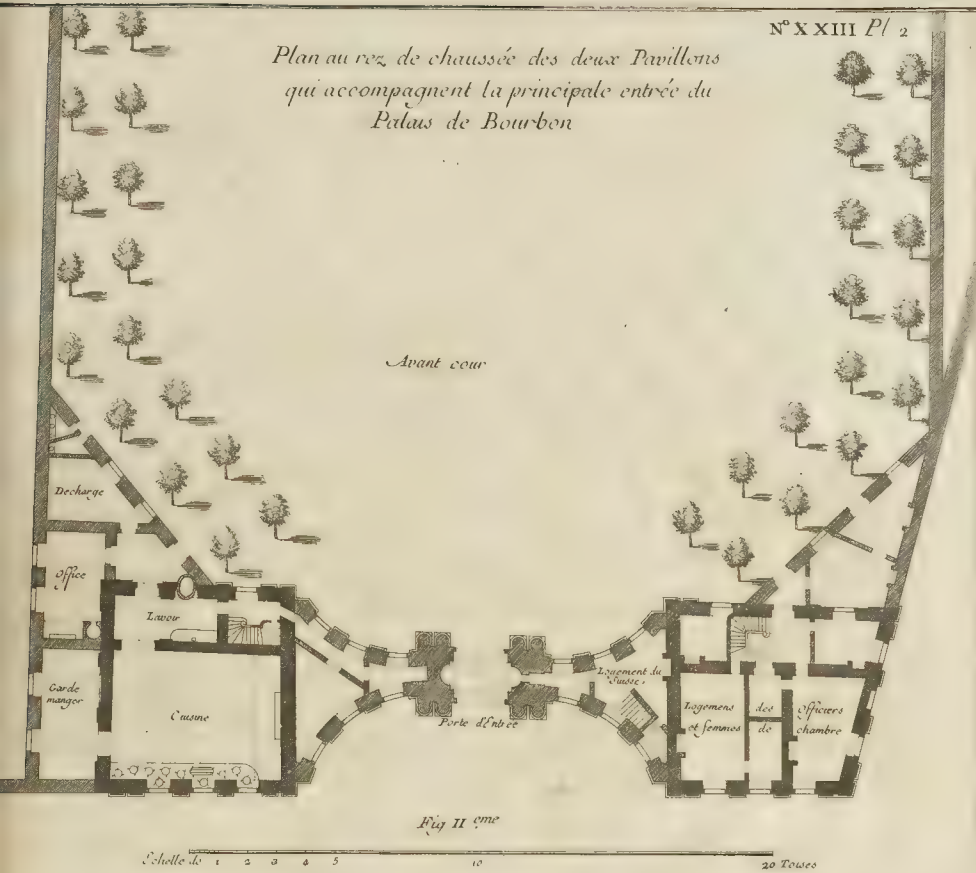 N° XXIII Pl 2
Plan au rez de chaussée des deux Pavillons
qui accompagnent la principale entrée du
Palais de Bourbon
Avant cour
Decharge
Office
Lavoir
Garde
manger
Cuisine
Porte d'Entrée
Logement du
Suisse.
Logemens des Officiers
et femmes de chambre
Fig II eme
Echelle de 1 2 3 4 5 10 20 Toises